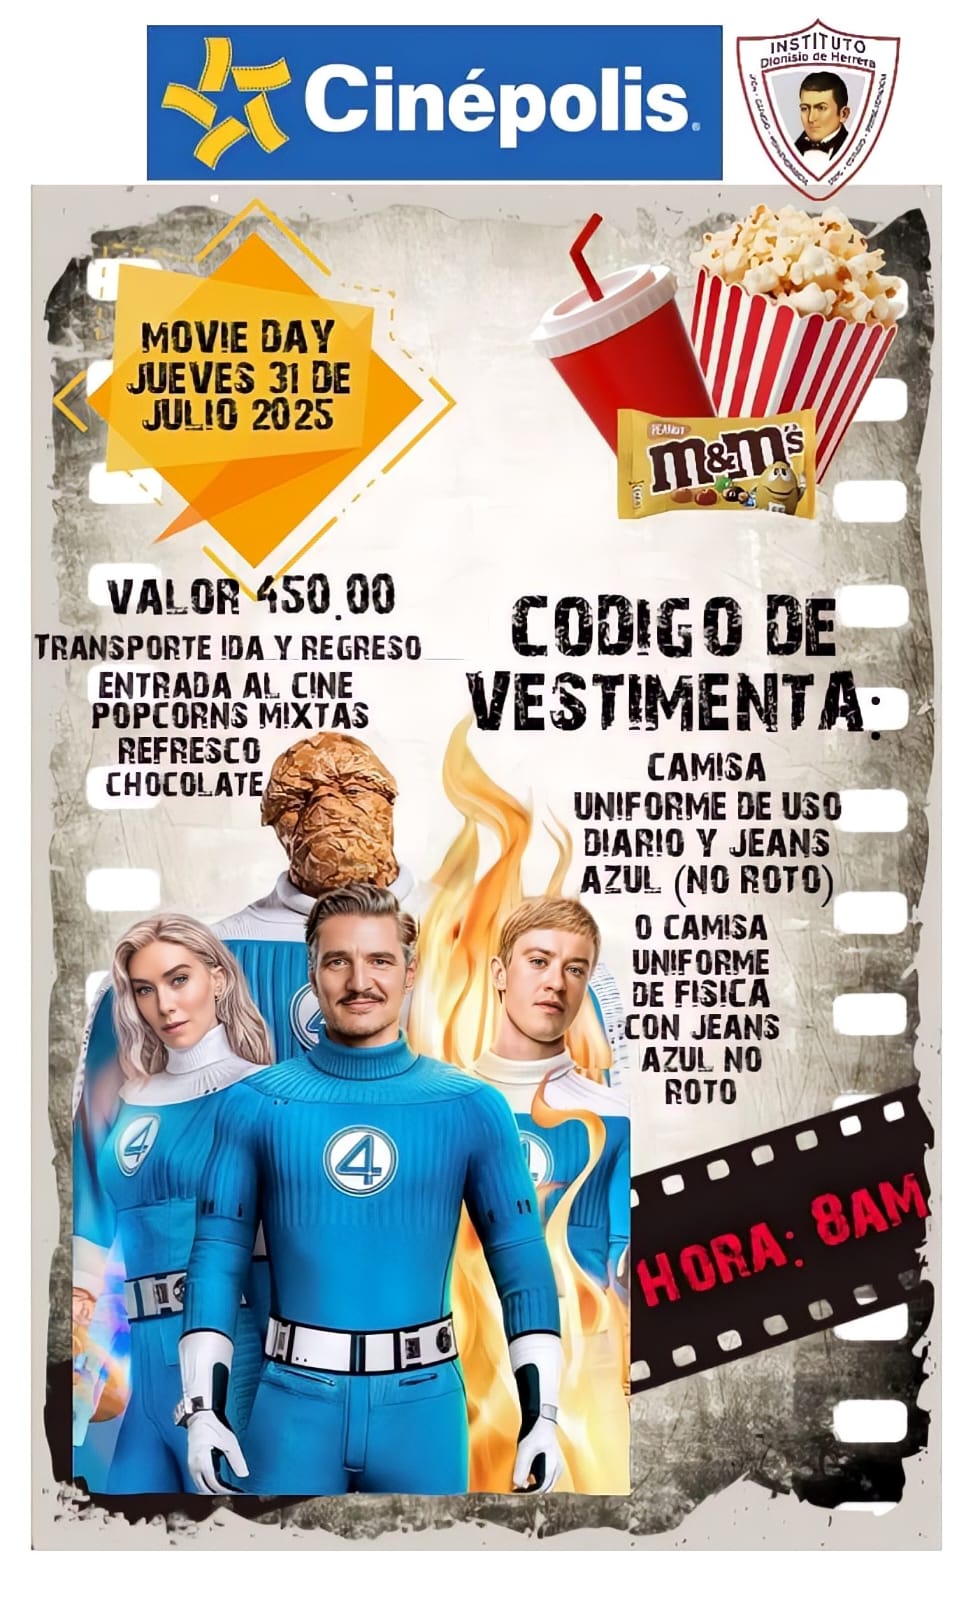 Cinépolis
INSTITUTO
Dionisio de Herrera
MOVIE DAY
JUEVES 31 DE
JULIO 2025
PEANUT
m&m's
VALOR 450.00
TRANSPORTE IDA Y REGRESO
ENTRADA AL CINE
POPCORNS MIXTAS
REFRESCO
CHOCOLATE
CODIGO DE
VESTIMENTA:
CAMISA
UNIFORME DE USO
DIARIO Y JEANS
AZUL (NO ROTO)
O CAMISA
UNIFORME
DE FISICA
CON JEANS
AZUL NO
ROTO
4
4
HORA: 8AM